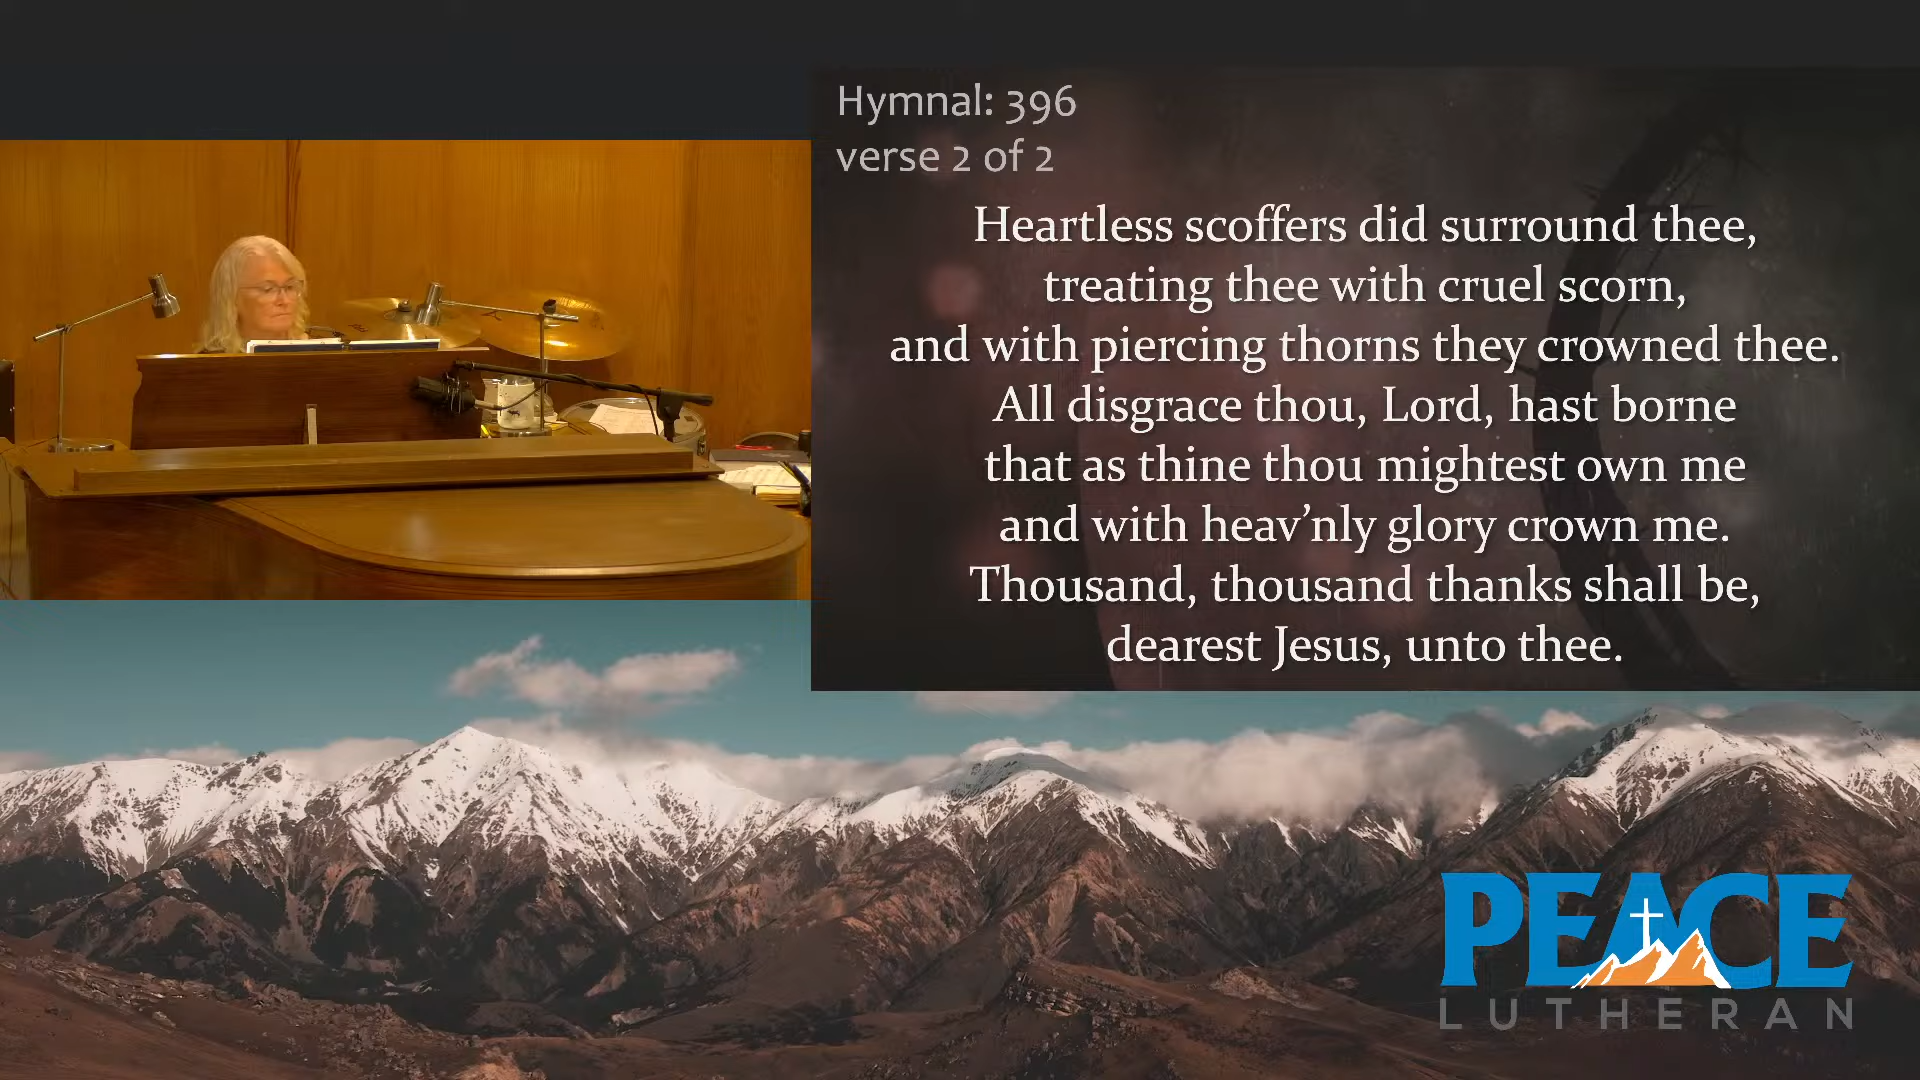 Hymnal: 396
verse 2 of 2
Heartless scoffers did surround thee,
treating thee with cruel scorn,
and with piercing thorns they crowned thee.
All disgrace thou, Lord, hast borne
that as thine thou mightest own me
and with heav’nly glory crown me.
Thousand, thousand thanks shall be,
dearest Jesus, unto thee.
PEACE
LUTHERAN